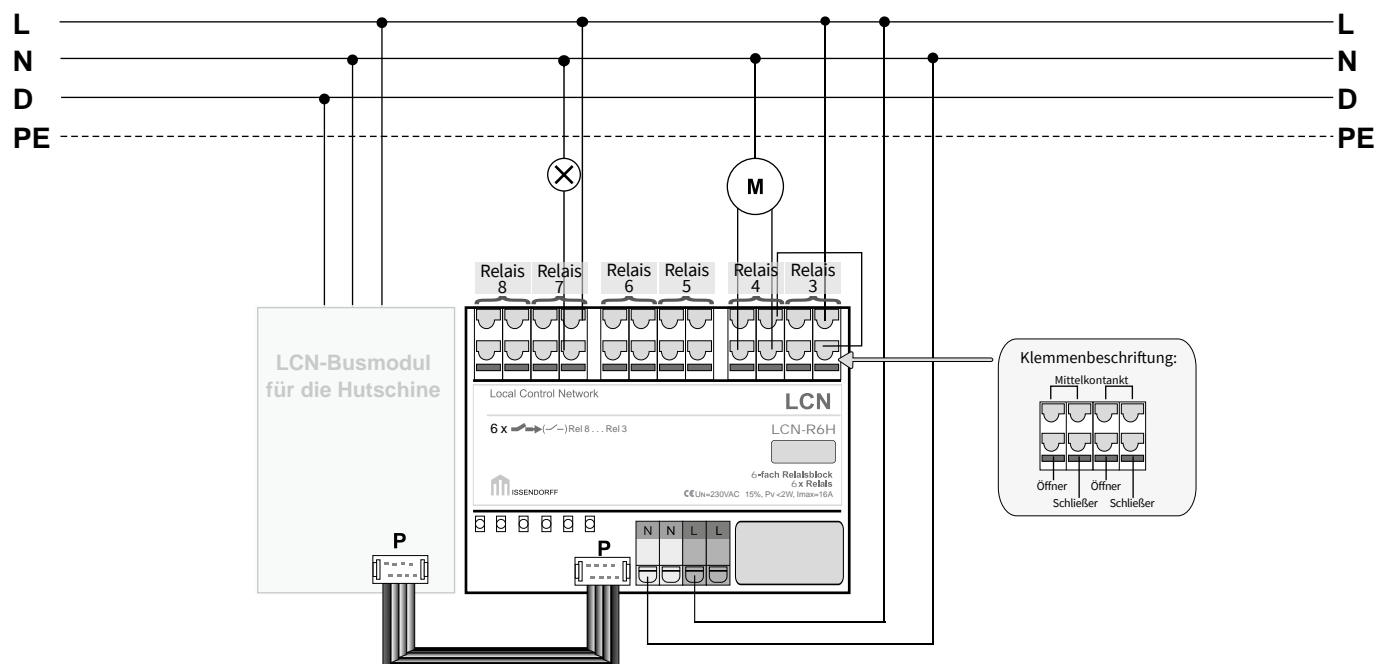 L L
N N
D D
PE PE
M
Relais 8
Relais 7
Relais 6
Relais 5
Relais 4
Relais 3
LCN-Busmodul
für die Hutschine
Local Control Network
LCN
6 x (–)Rel 8 . . . Rel 3
LCN-R6H
6-fach Relaisblock
6 x Relais
ISSENDORFF
CE UN=230VAC 15%, Pv <2W, Imax=16A
P
P
N N L L
Klemmenbeschriftung:
Mittelkontankt
Öffner Öffner
Schließer Schließer